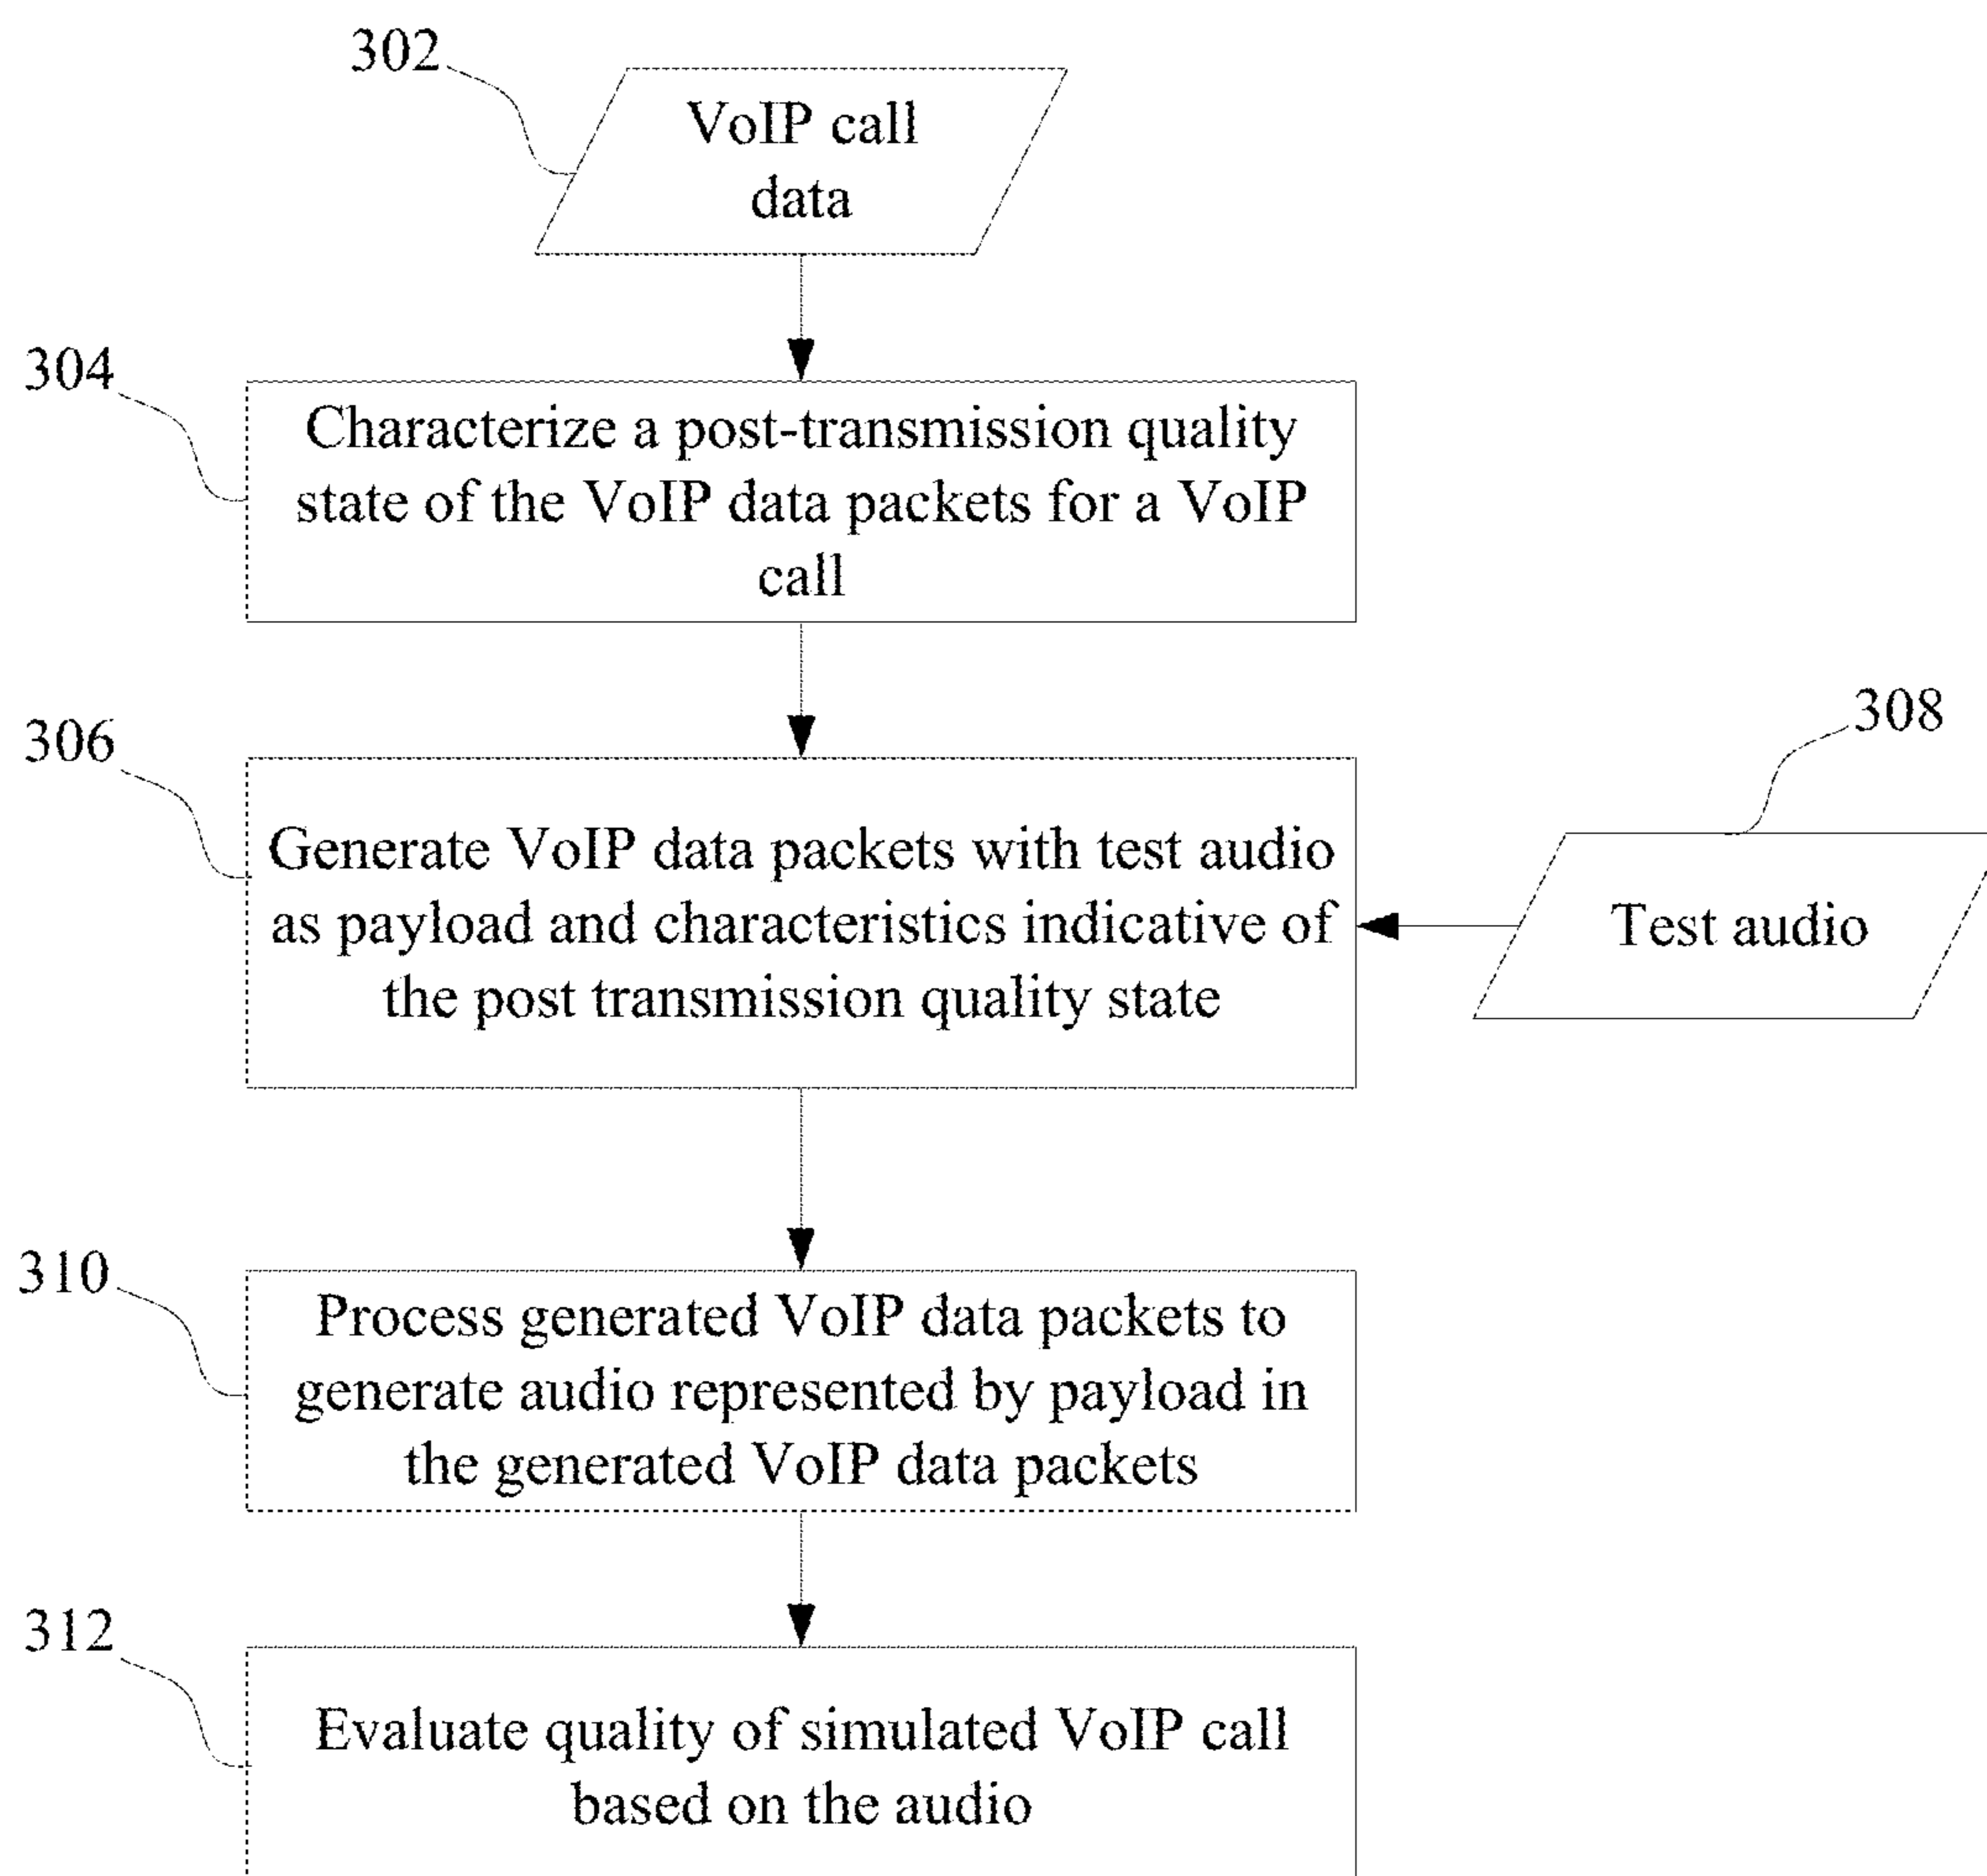 302
VoIP call
data
304
Characterize a post-transmission quality
state of the VoIP data packets for a VoIP
call
306
308
Generate VoIP data packets with test audio
as payload and characteristics indicative of
the post transmission quality state
Test audio
310
Process generated VoIP data packets to
generate audio represented by payload in
the generated VoIP data packets
312
Evaluate quality of simulated VoIP call
based on the audio